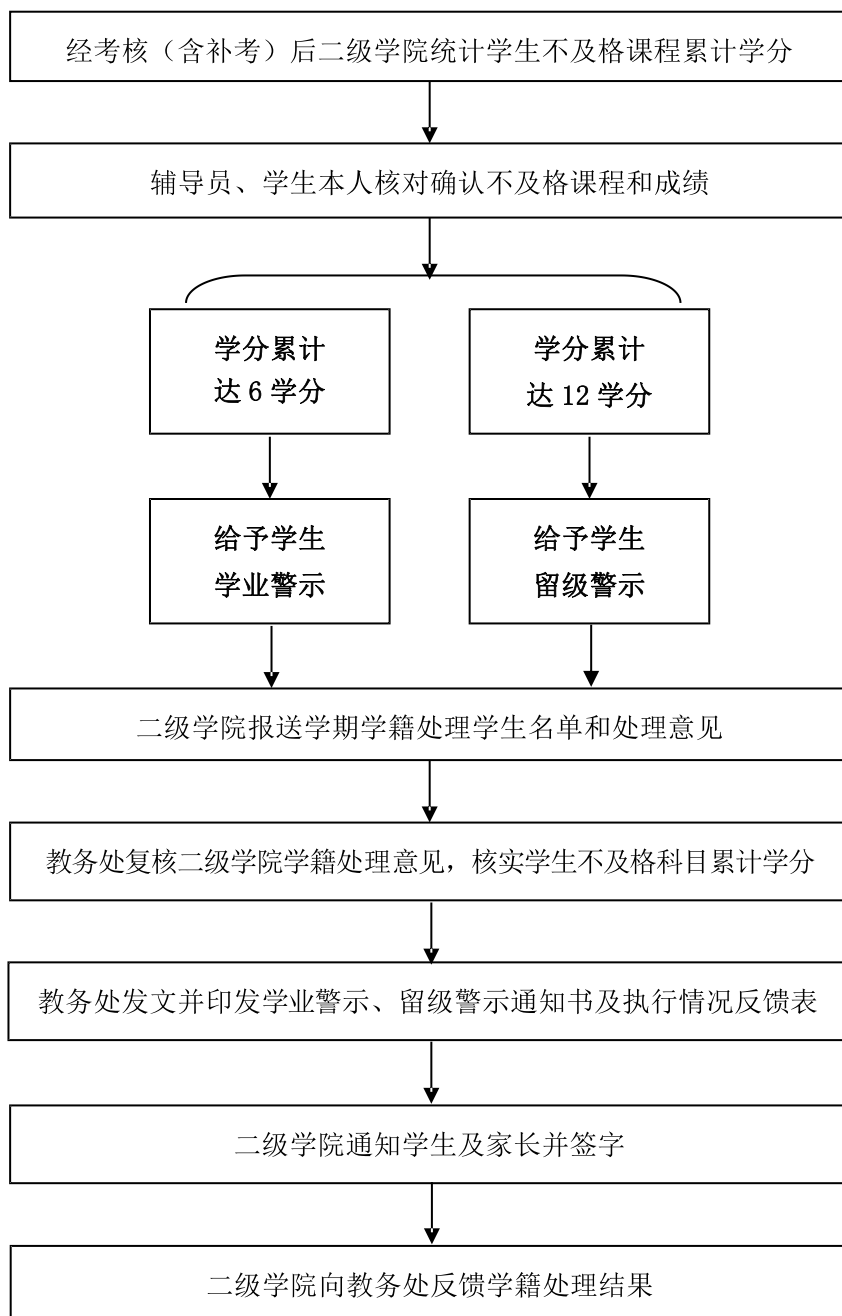 经考核（含补考）后二级学院统计学生不及格课程累计学分
辅导员、学生本人核对确认不及格课程和成绩
学分累计
达 6 学分
学分累计
达 12 学分
给予学生
学业警示
给予学生
留级警示
二级学院报送学期学籍处理学生名单和处理意见
教务处复核二级学院学籍处理意见，核实学生不及格科目累计学分
教务处发文并印发学业警示、留级警示通知书及执行情况反馈表
二级学院通知学生及家长并签字
二级学院向教务处反馈学籍处理结果